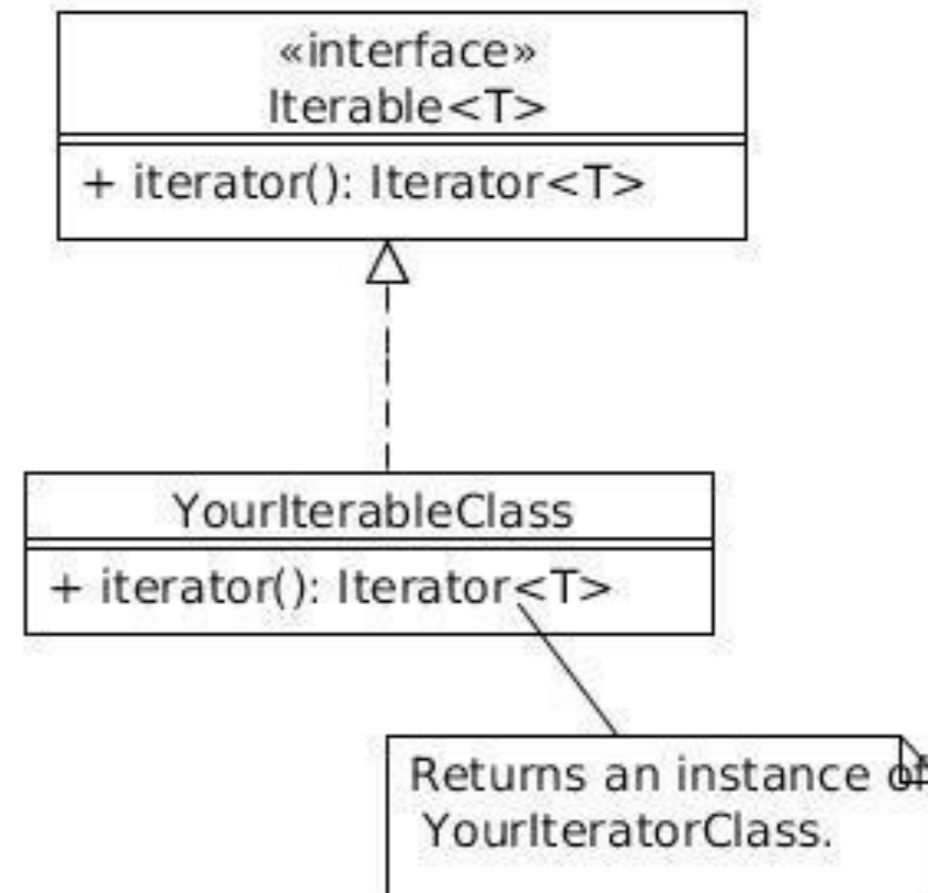 «interface»
Iterable<T>
+ iterator(): Iterator<T>
YourIterableClass
+ iterator(): Iterator<T>
Returns an instance of
YourIteratorClass.